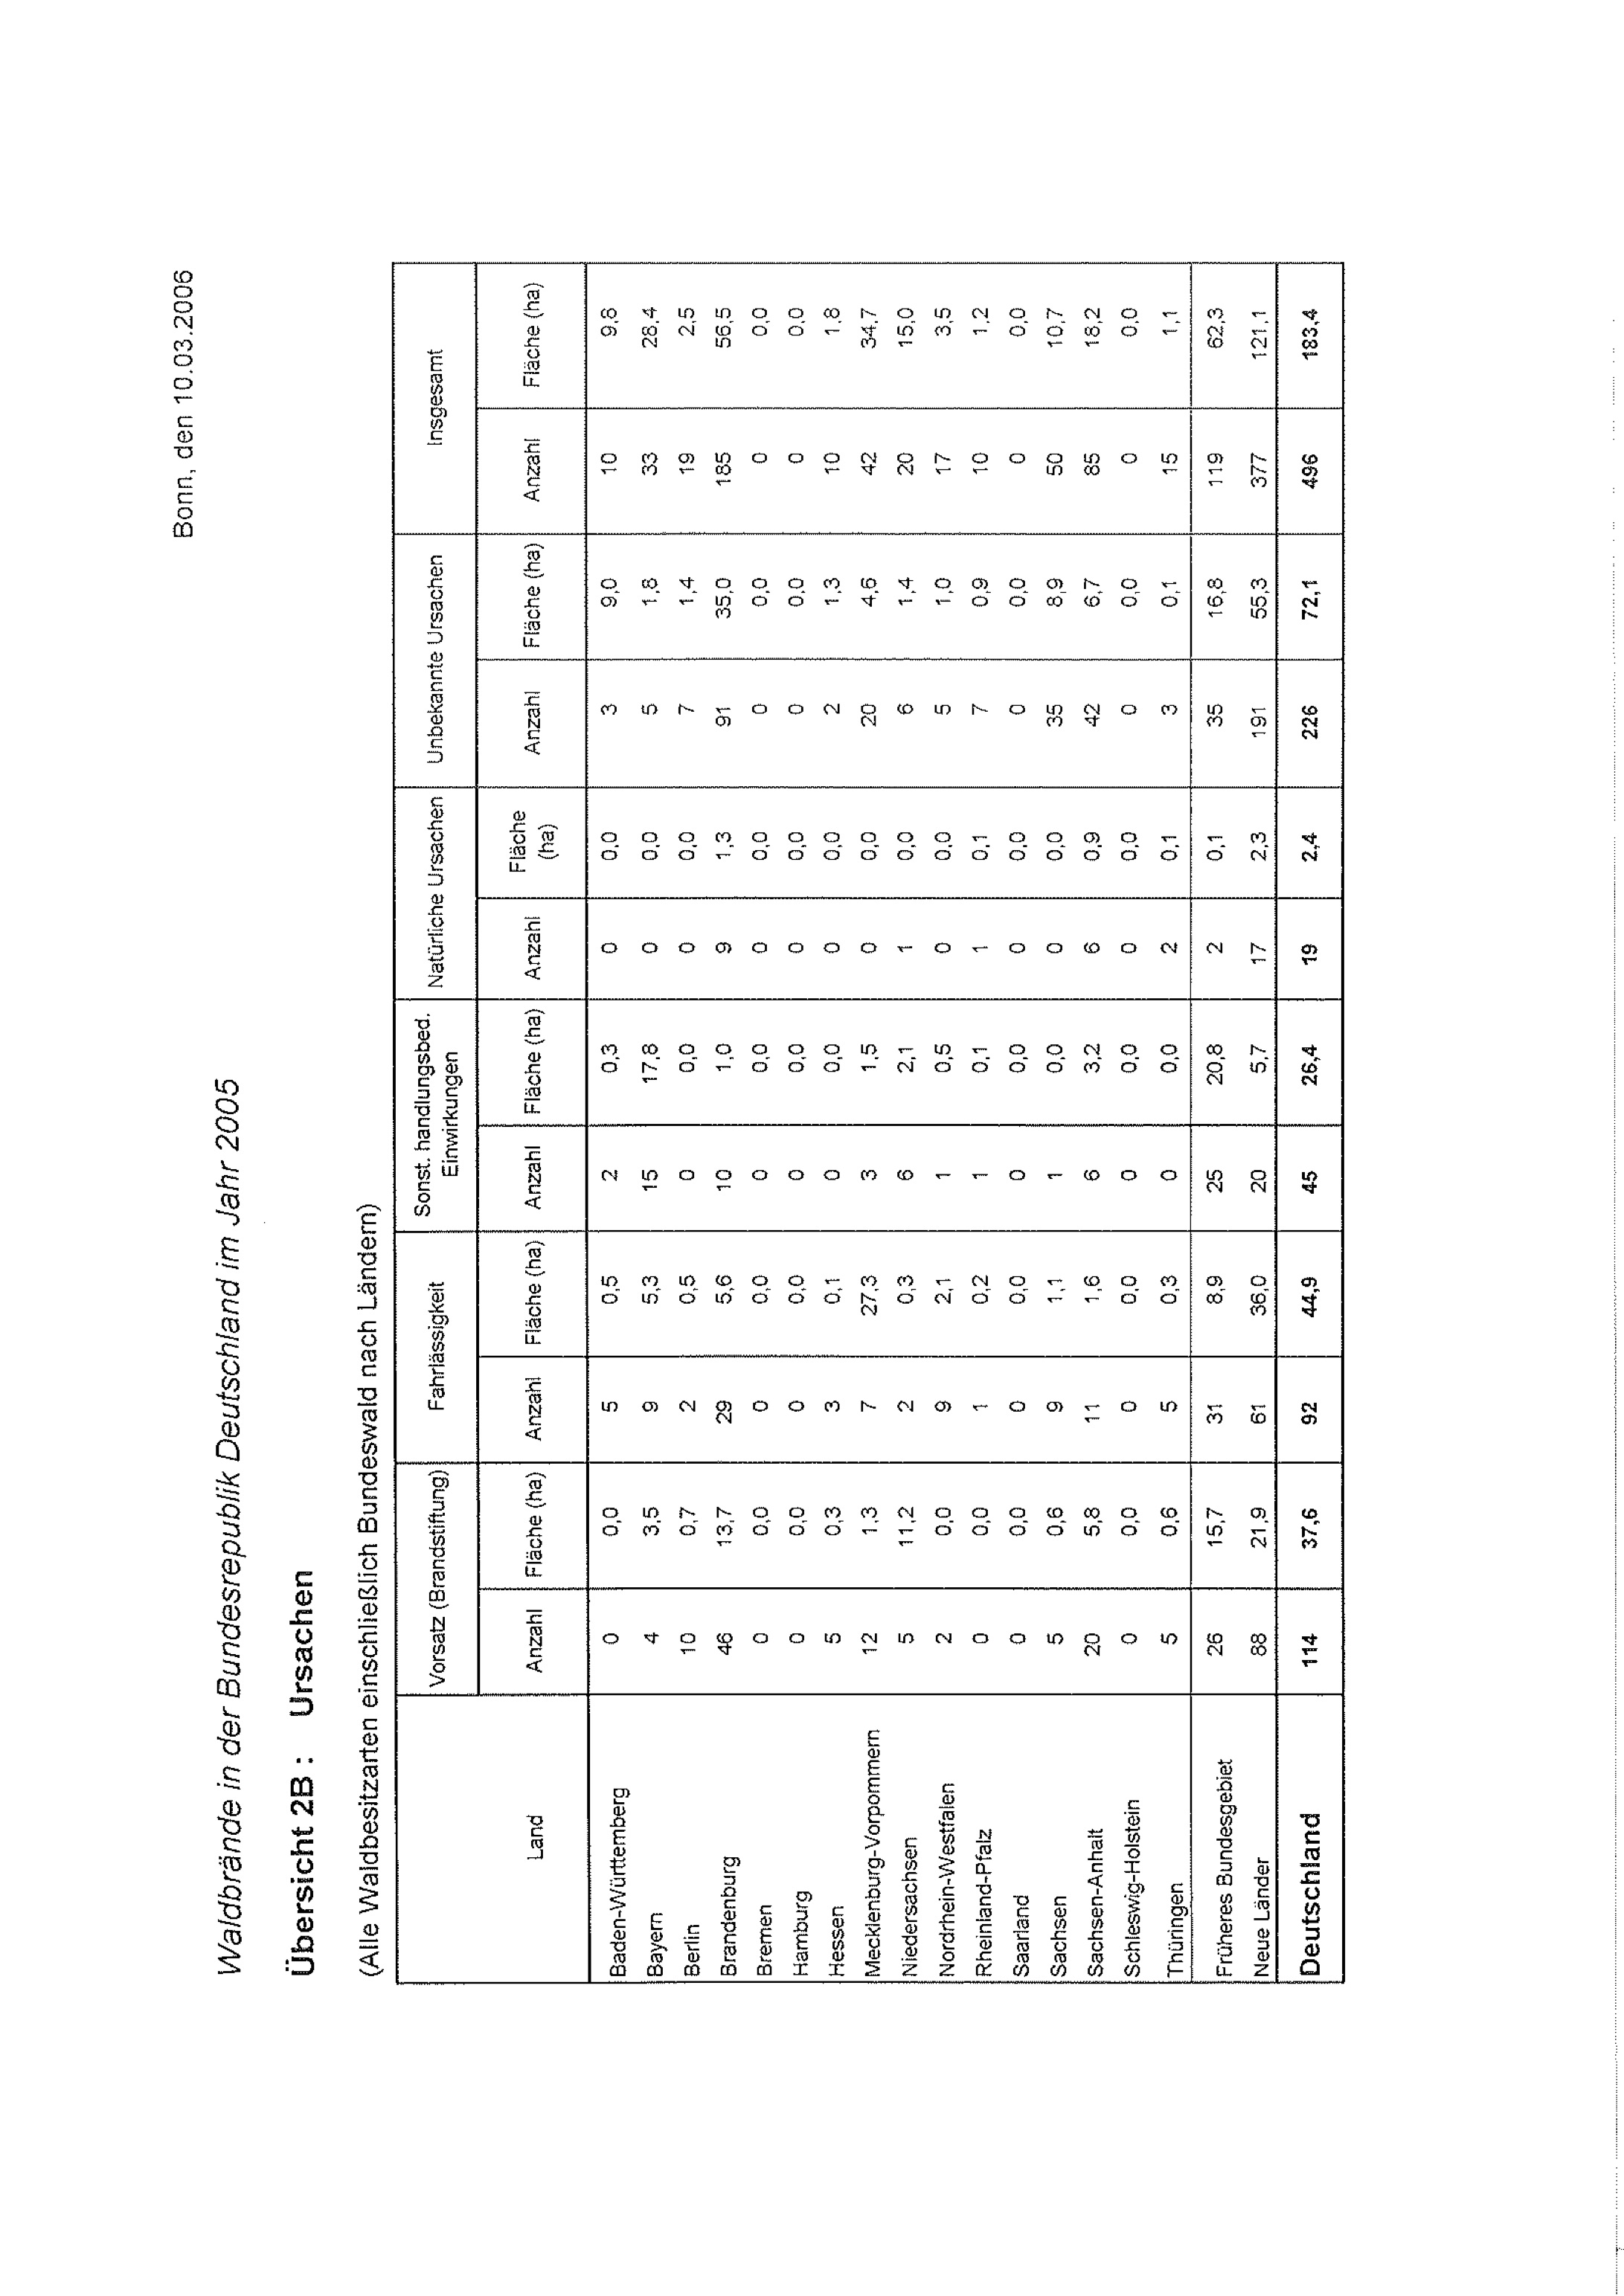 Bonn, den 10.03.2006
Waldbrände in der Bundesrepublik Deutschland im Jahr 2005
Übersicht 2B : Ursachen
(Alle Waldbesitzarten einschließlich Bundeswald nach Ländern)
Land Vorsatz (Brandstiftung) Fahrlässigkeit Sonst. handlungsbed. Einwirkungen Natürliche Ursachen Unbekannte Ursachen Insgesamt
Anzahl Fläche (ha) Anzahl Fläche (ha) Anzahl Fläche (ha) Anzahl Fläche (ha) Anzahl Fläche (ha) Anzahl Fläche (ha)
Baden-Württemberg 0 0,0 5 0,5 2 0,3 0 0,0 3 9,0 10 9,8
Bayern 4 3,5 9 5,3 15 17,8 0 0,0 5 1,8 33 28,4
Berlin 10 0,7 2 0,5 0 0,0 0 0,0 7 1,4 19 2,5
Brandenburg 46 13,7 29 5,6 10 1,0 9 1,3 91 35,0 185 56,5
Bremen 0 0,0 0 0,0 0 0,0 0 0,0 0 0,0 0 0,0
Hamburg 0 0,0 0 0,0 0 0,0 0 0,0 0 0,0 0 0,0
Hessen 5 0,3 3 0,1 0 0,0 0 0,0 2 1,3 10 1,8
Mecklenburg-Vorpommern 12 1,3 7 27,3 3 1,5 0 0,0 20 4,6 42 34,7
Niedersachsen 5 11,2 2 0,3 6 2,1 1 0,0 6 1,4 20 15,0
Nordrhein-Westfalen 2 0,0 9 2,1 1 0,5 0 0,0 5 1,0 17 3,5
Rheinland-Pfalz 0 0,0 1 0,2 1 0,1 1 0,1 7 0,9 10 1,2
Saarland 0 0,0 0 0,0 0 0,0 0 0,0 0 0,0 0 0,0
Sachsen 5 0,6 9 1,1 1 0,0 0 0,0 35 8,9 50 10,7
Sachsen-Anhalt 20 5,8 11 1,6 6 3,2 6 0,9 42 6,7 85 18,2
Schleswig-Holstein 0 0,0 0 0,0 0 0,0 0 0,0 0 0,0 0 0,0
Thüringen 5 0,6 5 0,3 0 0,0 2 0,1 3 0,1 15 1,1
Früheres Bundesgebiet 26 15,7 31 8,9 25 20,8 2 0,1 35 16,8 119 62,3
Neue Länder 88 21,9 61 36,0 20 5,7 17 2,3 191 55,3 377 121,1
Deutschland 114 37,6 92 44,9 45 26,4 19 2,4 226 72,1 496 183,4